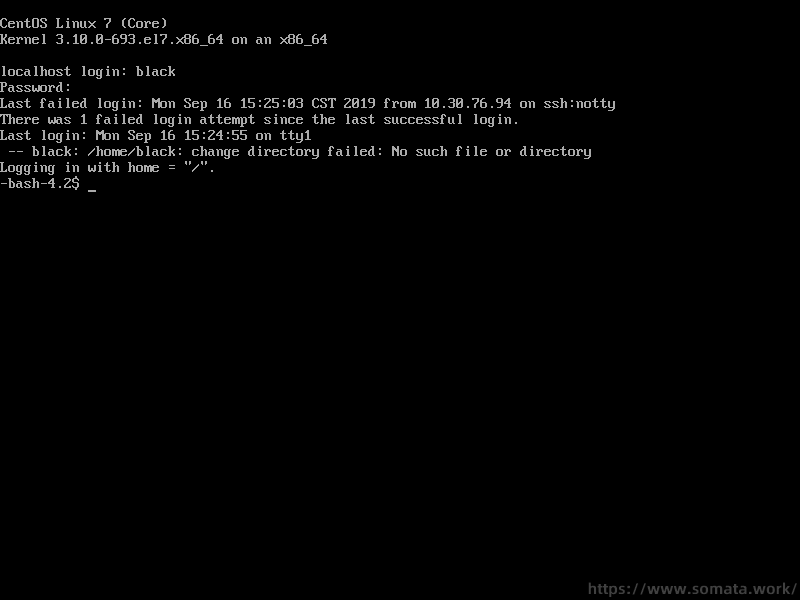 CentOS Linux 7 (Core)
Kernel 3.10.0-693.el7.x86_64 on an x86_64
localhost login: black
Password:
Last failed login: Mon Sep 16 15:25:03 CST 2019 from 10.30.76.94 on ssh:notty
There was 1 failed login attempt since the last successful login.
Last login: Mon Sep 16 15:24:55 on tty1
 -- black: /home/black: change directory failed: No such file or directory
Logging in with home = "/".
-bash-4.2$ _
https://www.somata.work/